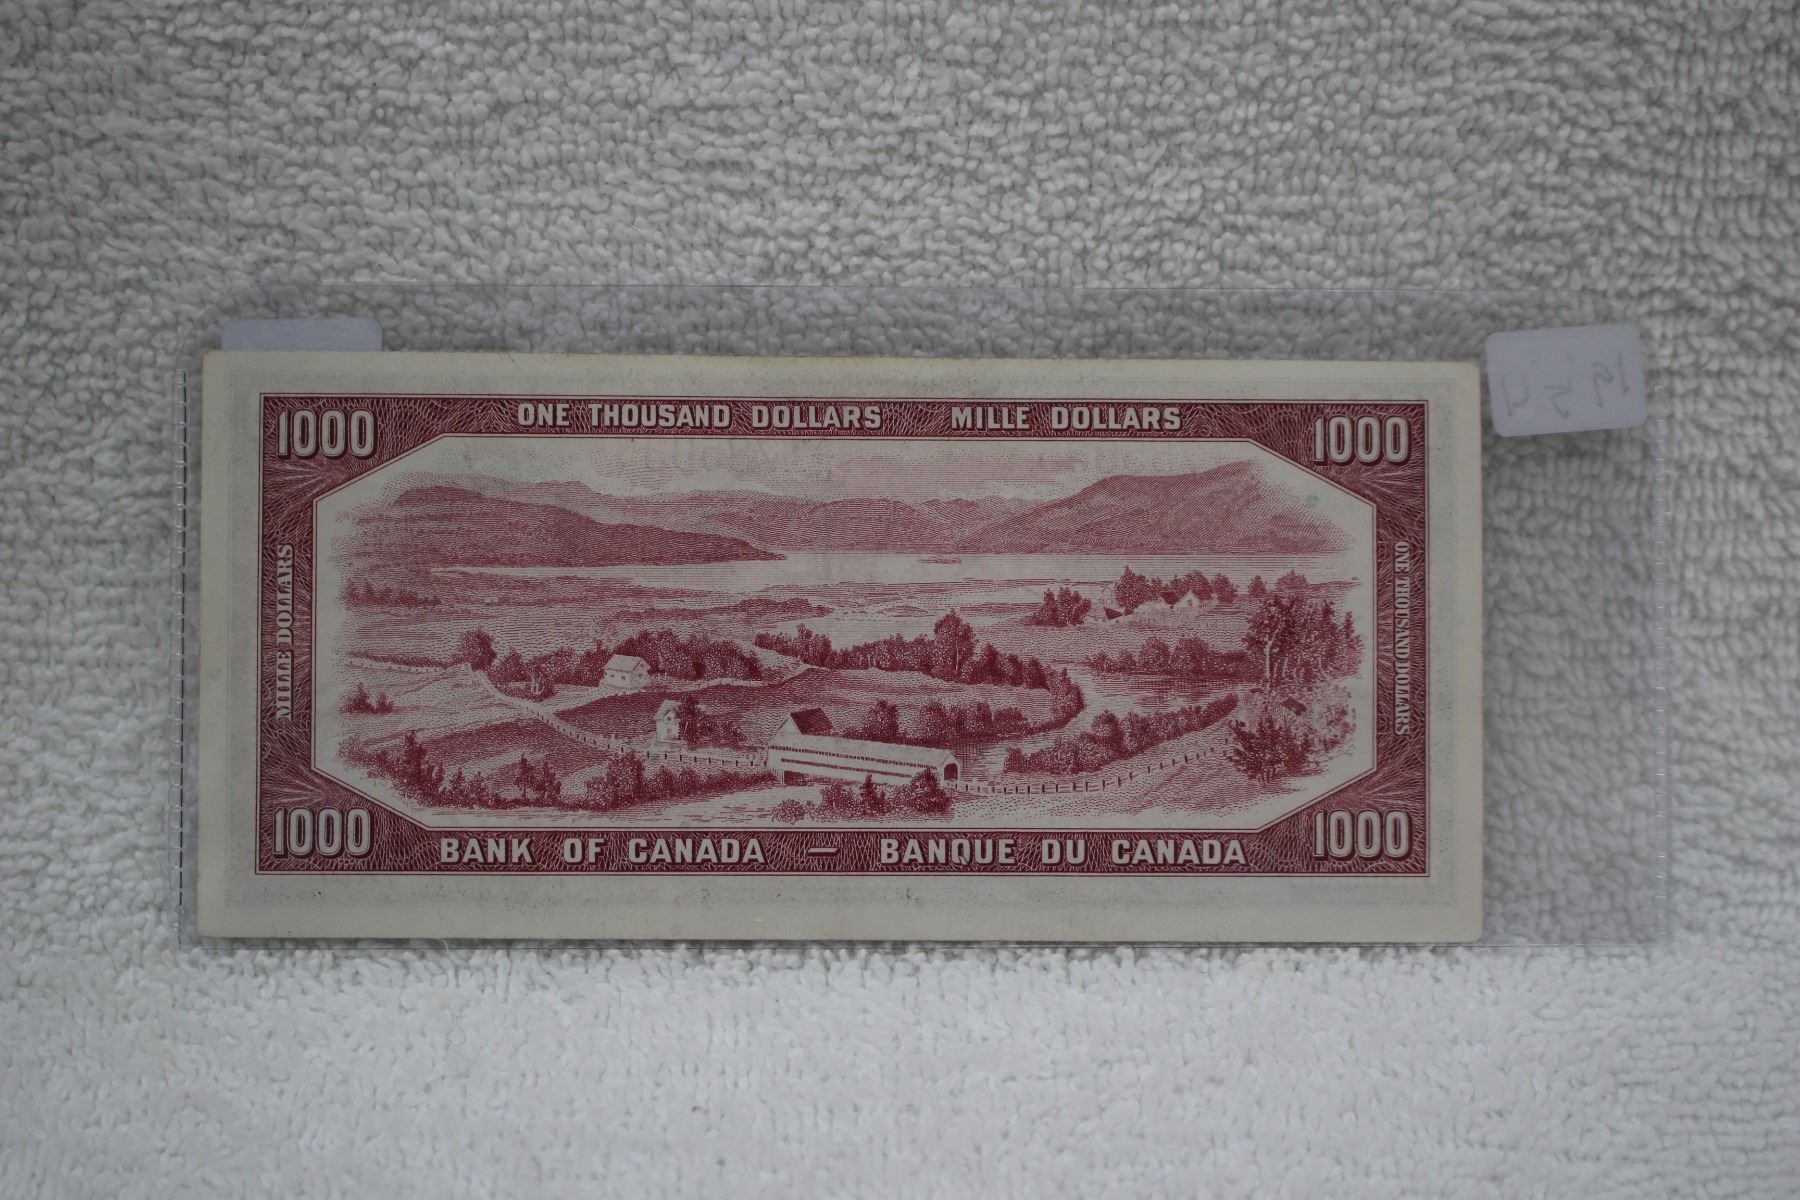 1000 ONE THOUSAND DOLLARS MILLE DOLLARS 1000
MILLE DOLLARS
ONE THOUSAND DOLLARS
1000 BANK OF CANADA — BANQUE DU CANADA 1000
1954